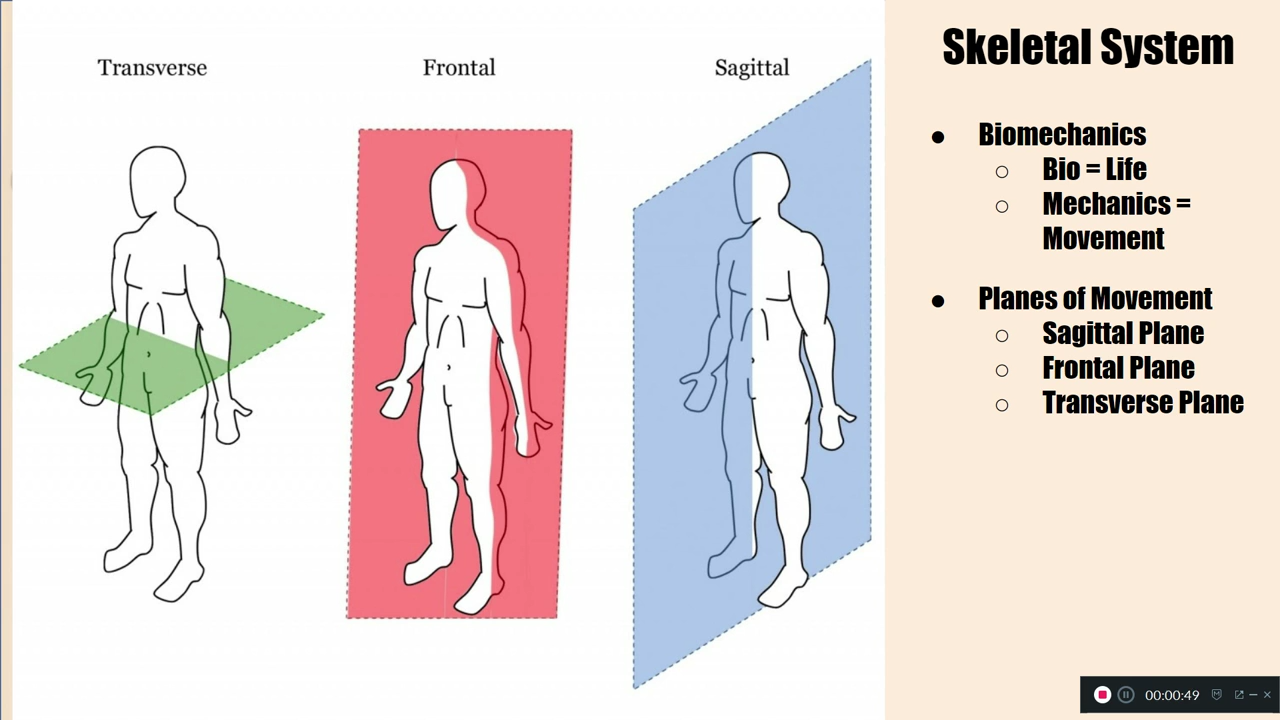 Transverse
Frontal
Sagittal
Skeletal System
● Biomechanics
○ Bio = Life
○ Mechanics =
Movement
● Planes of Movement
○ Sagittal Plane
○ Frontal Plane
○ Transverse Plane
00:00:49